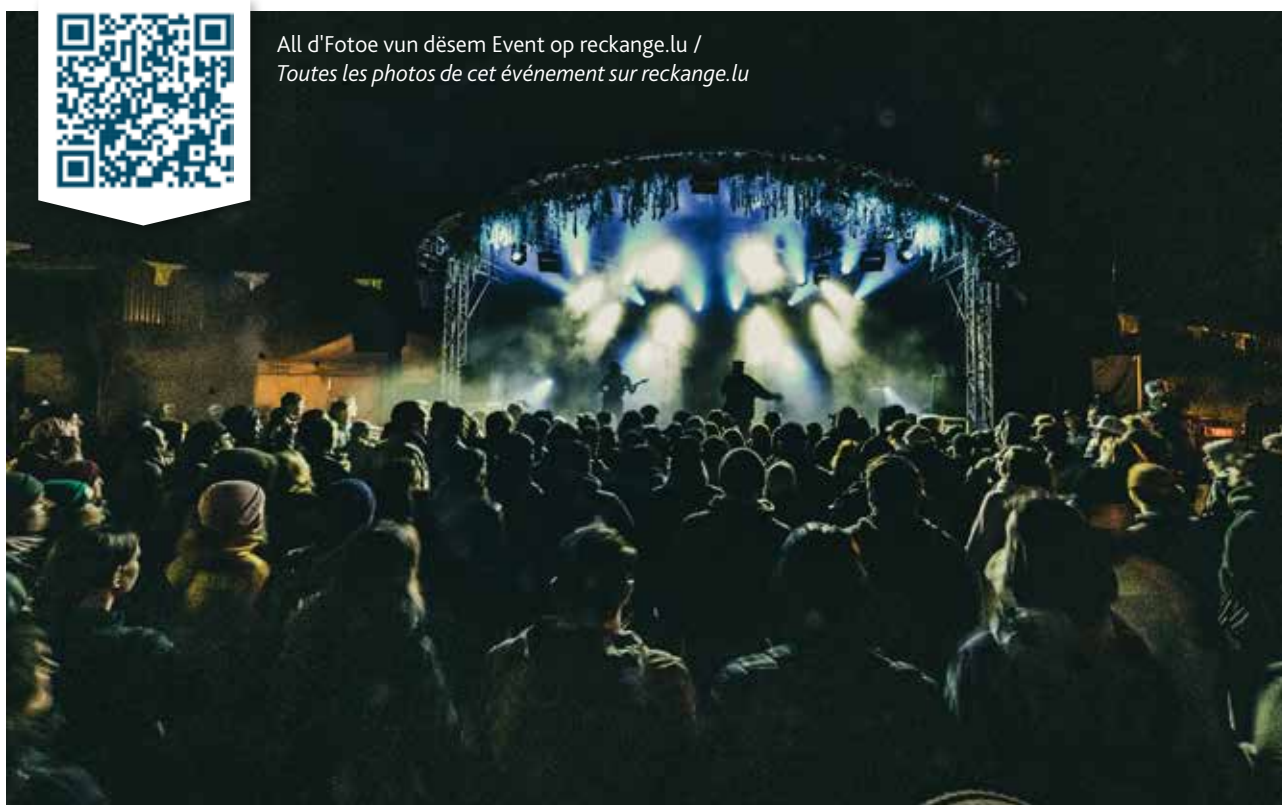 All d'Fotoe vun dësem Event op reckange.lu /
Toutes les photos de cet événement sur reckange.lu